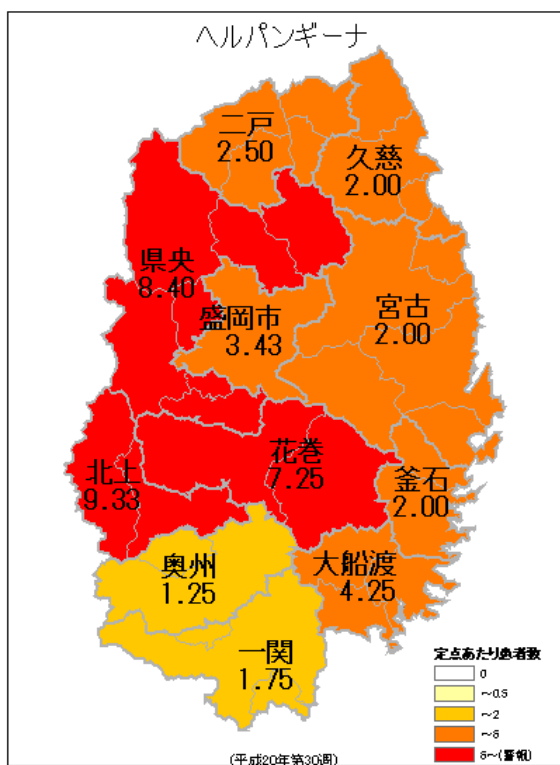 ヘルパンギーナ
二戸
2.50
久慈
2.00
県央
8.40
盛岡市
3.43
宮古
2.00
北上
9.33
花巻
7.25
釜石
2.00
奥州
1.25
大船渡
4.25
一関
1.75
定点あたり患者数
0
~0.5
~2
~6
6~(警報)
(平成20年第30週)